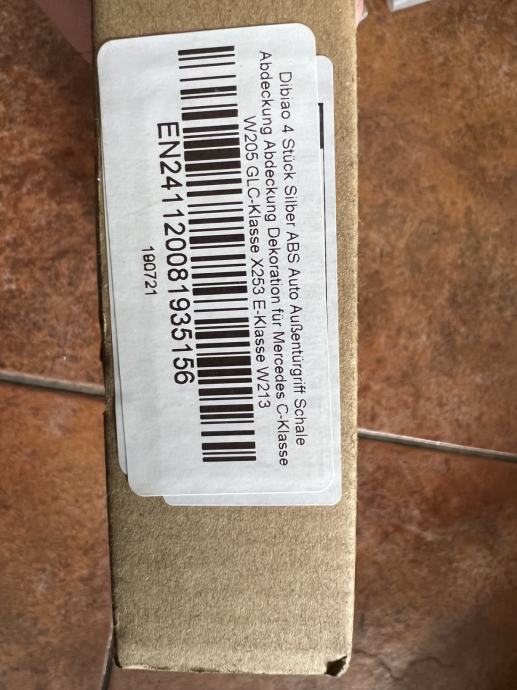 Dibiao 4 Stück Silber ABS Auto Außentürgriff Schale
Abdeckung Abdeckung Dekoration für Mercedes C-Klasse
W205 GLC-Klasse X253 E-Klasse W213
EN241120081935156
190721